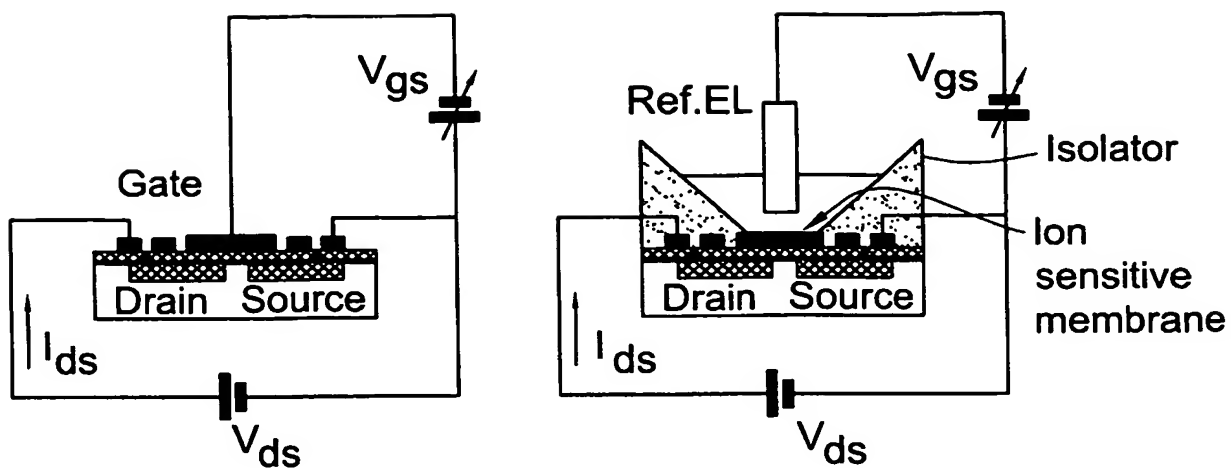 Vgs
Gate
Drain Source
Ids
Vds
Vgs
Ref.EL
Isolator
Ion
sensitive
membrane
Drain Source
Ids
Vds